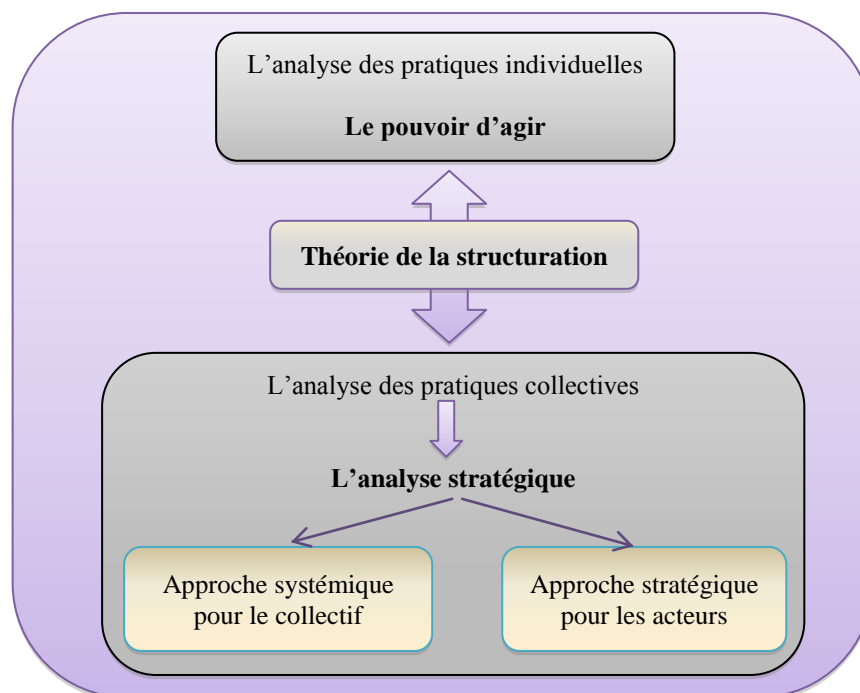 L’analyse des pratiques individuelles
Le pouvoir d’agir
Théorie de la structuration
L’analyse des pratiques collectives
L’analyse stratégique
Approche systémique
pour le collectif
Approche stratégique
pour les acteurs